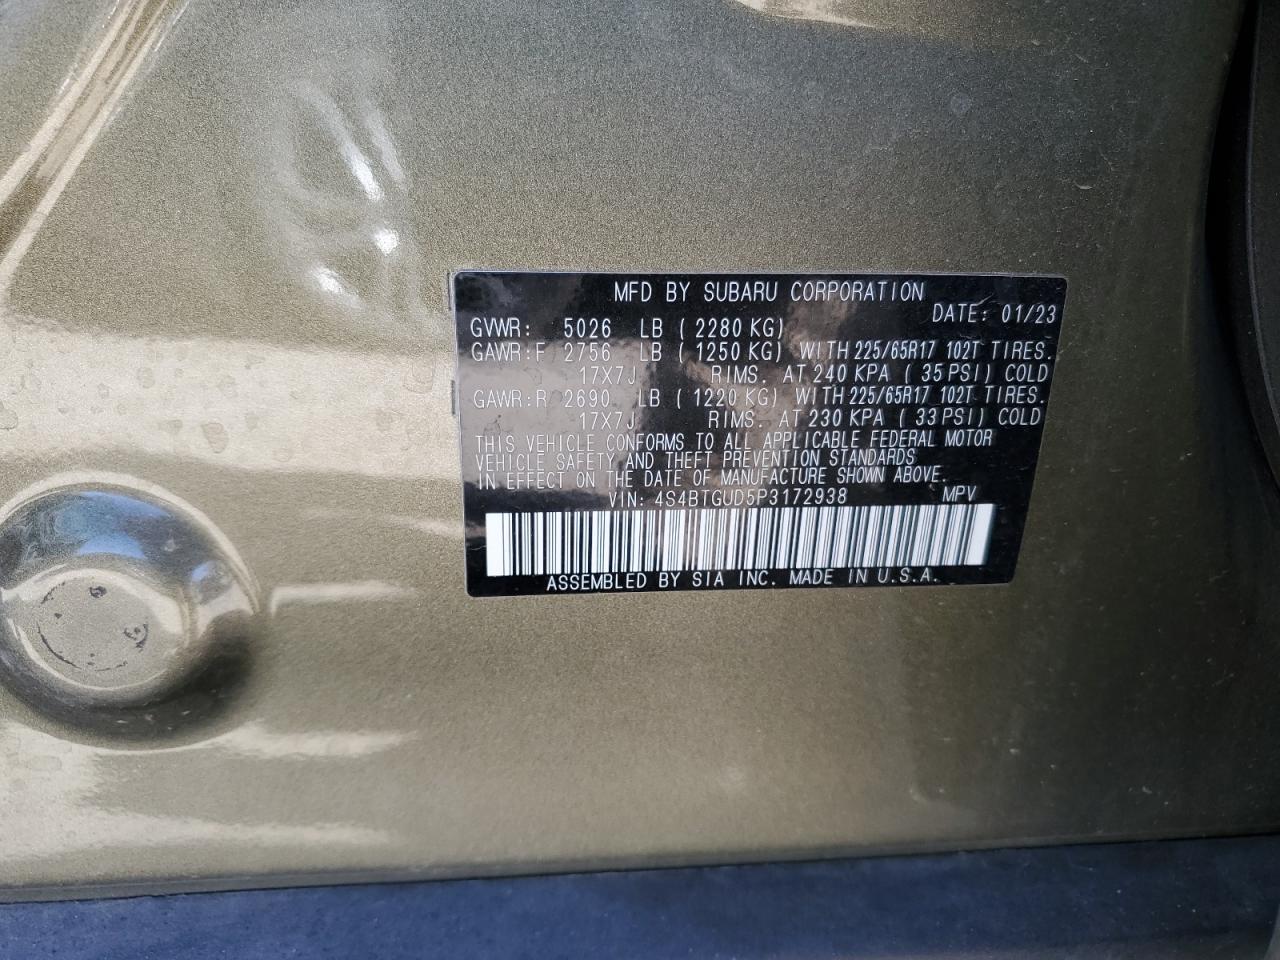 MFD BY SUBARU CORPORATION
DATE: 01/23
GVWR: 5026 LB ( 2280 KG)
GAWR:F 2756 LB ( 1250 KG) WITH 225/65R17 102T TIRES.
17X7J RIMS. AT 240 KPA ( 35 PSI) COLD
GAWR:R 2690 LB ( 1220 KG) WITH 225/65R17 102T TIRES.
17X7J RIMS. AT 230 KPA ( 33 PSI) COLD
THIS VEHICLE CONFORMS TO ALL APPLICABLE FEDERAL MOTOR
VEHICLE SAFETY AND THEFT PREVENTION STANDARDS
IN EFFECT ON THE DATE OF MANUFACTURE SHOWN ABOVE.
VIN: 4S4BTGUD5P3172938 MPV
ASSEMBLED BY SIA INC. MADE IN U.S.A.